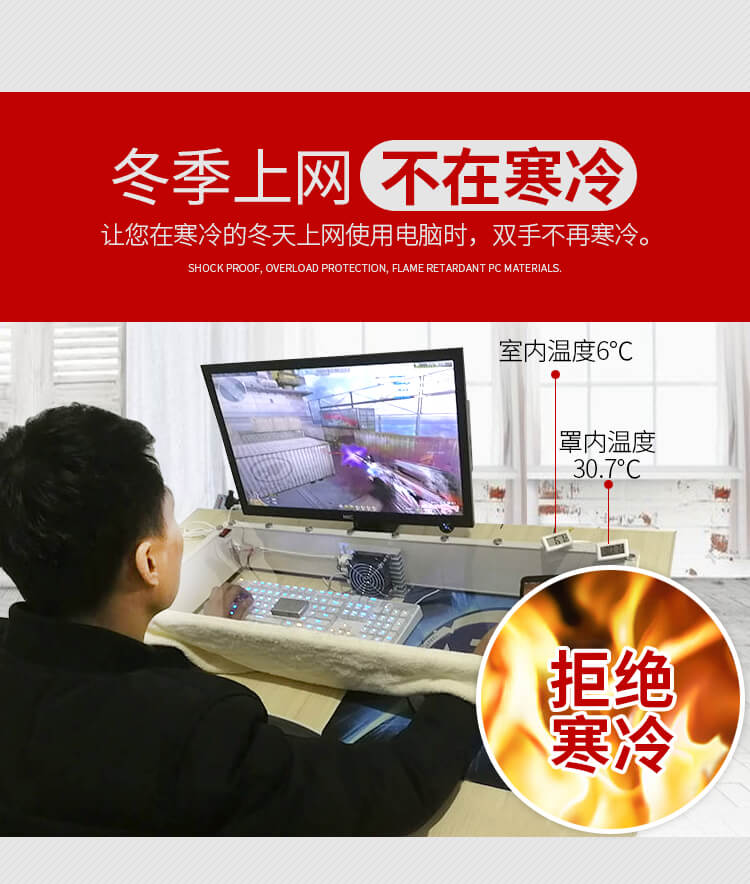 冬季上网 不在寒冷
让您在寒冷的冬天上网使用电脑时，双手不再寒冷。
SHOCK PROOF, OVERLOAD PROTECTION, FLAME RETARDANT PC MATERIALS.
室内温度6℃
罩内温度
30.7℃
拒绝
寒冷